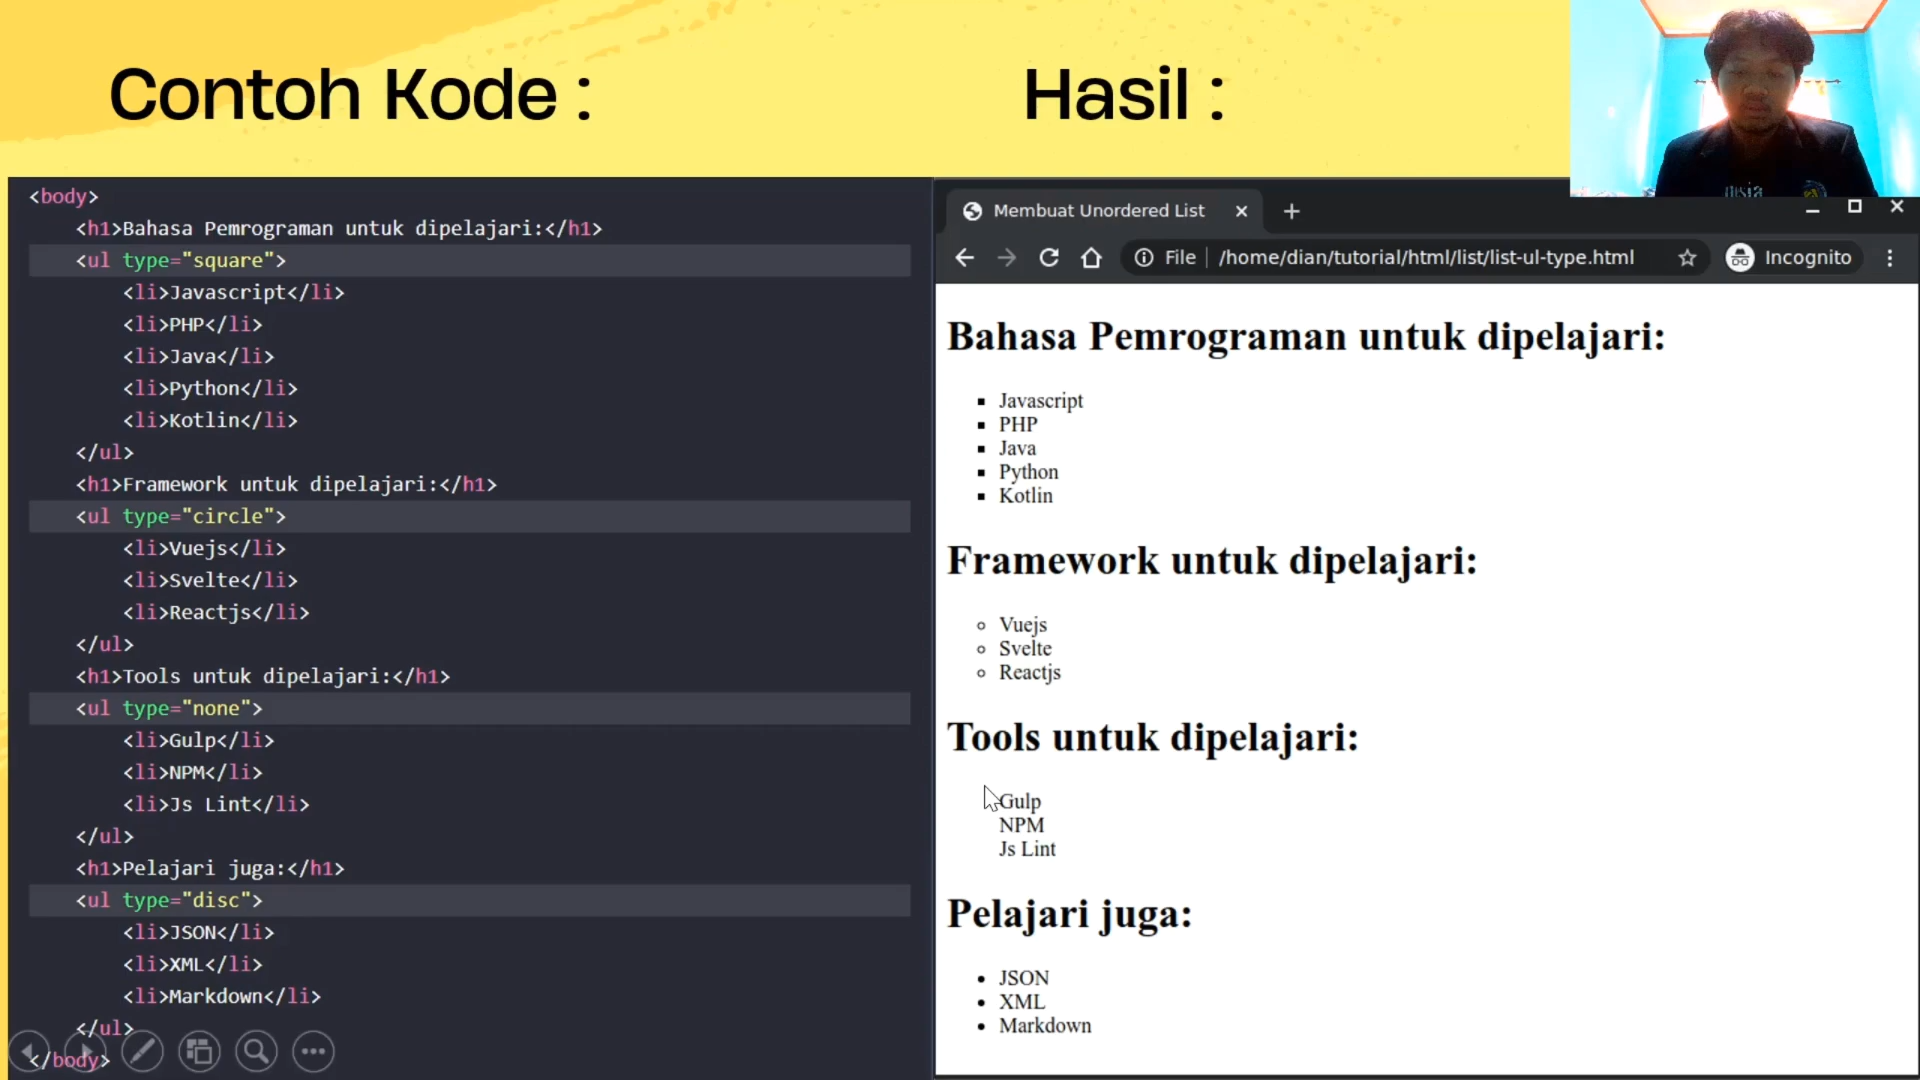 Contoh Kode :
Hasil :
<body>
<h1>Bahasa Pemrograman untuk dipelajari:</h1>
<ul type="square">
<li>Javascript</li>
<li>PHP</li>
<li>Java</li>
<li>Python</li>
<li>Kotlin</li>
</ul>
<h1>Framework untuk dipelajari:</h1>
<ul type="circle">
<li>Vuejs</li>
<li>Svelte</li>
<li>Reactjs</li>
</ul>
<h1>Tools untuk dipelajari:</h1>
<ul type="none">
<li>Gulp</li>
<li>NPM</li>
<li>Js Lint</li>
</ul>
<h1>Pelajari juga:</h1>
<ul type="disc">
<li>JSON</li>
<li>XML</li>
<li>Markdown</li>
</ul>
</body>
Membuat Unordered List
File /home/dian/tutorial/html/list/list-ul-type.html Incognito
Bahasa Pemrograman untuk dipelajari:
Javascript
PHP
Java
Python
Kotlin
Framework untuk dipelajari:
Vuejs
Svelte
Reactjs
Tools untuk dipelajari:
Gulp
NPM
Js Lint
Pelajari juga:
JSON
XML
Markdown